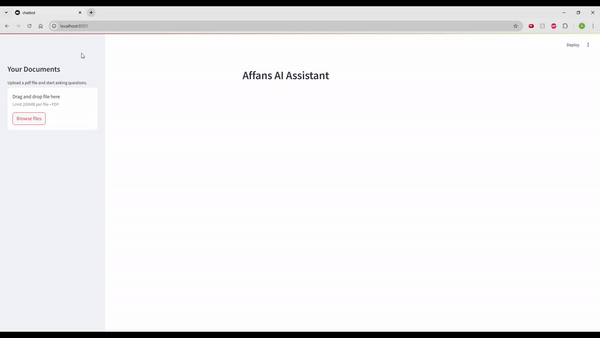 chatbot
localhost:8501
Deploy
Your Documents
Upload a pdf file and start asking questions.
Drag and drop file here
Limit 200MB per file • PDF
Browse files
Affans AI Assistant